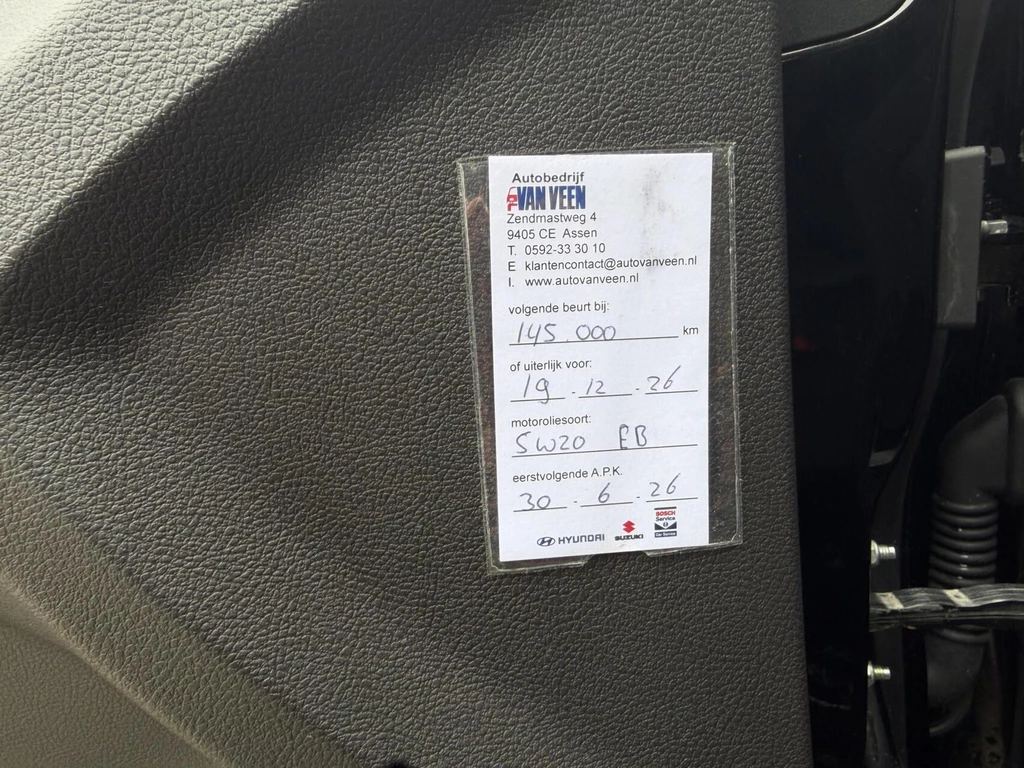 Autobedrijf
VAN VEEN
Zendmastweg 4
9405 CE Assen
T. 0592-33 30 10
E klantencontact@autovanveen.nl
I. www.autovanveen.nl
volgende beurt bij:
145.000 km
of uiterlijk voor:
19 - 12 - 26
motoroliesoort:
5W20 EB
eerstvolgende A.P.K.
30 - 6 - 26
HYUNDAI SUZUKI BOSCH Service Car Service